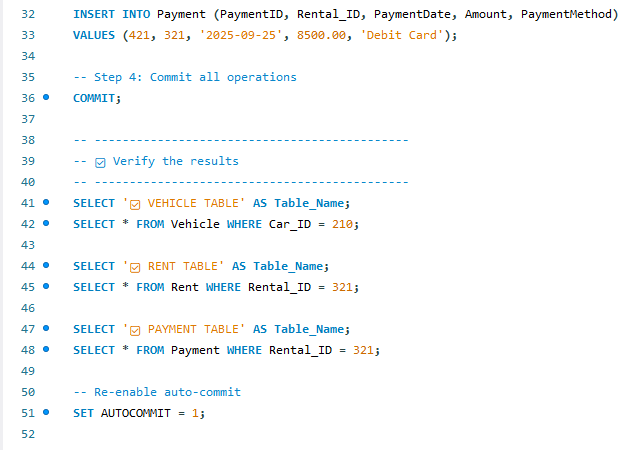 32 INSERT INTO Payment (PaymentID, Rental_ID, PaymentDate, Amount, PaymentMethod)
33 VALUES (421, 321, '2025-09-25', 8500.00, 'Debit Card');
34
35 -- Step 4: Commit all operations
36 COMMIT;
37
38 -- ---------------------------------------------
39 -- ☑ Verify the results
40 -- ---------------------------------------------
41 SELECT '☑ VEHICLE TABLE' AS Table_Name;
42 SELECT * FROM Vehicle WHERE Car_ID = 210;
43
44 SELECT '☑ RENT TABLE' AS Table_Name;
45 SELECT * FROM Rent WHERE Rental_ID = 321;
46
47 SELECT '☑ PAYMENT TABLE' AS Table_Name;
48 SELECT * FROM Payment WHERE Rental_ID = 321;
49
50 -- Re-enable auto-commit
51 SET AUTOCOMMIT = 1;
52